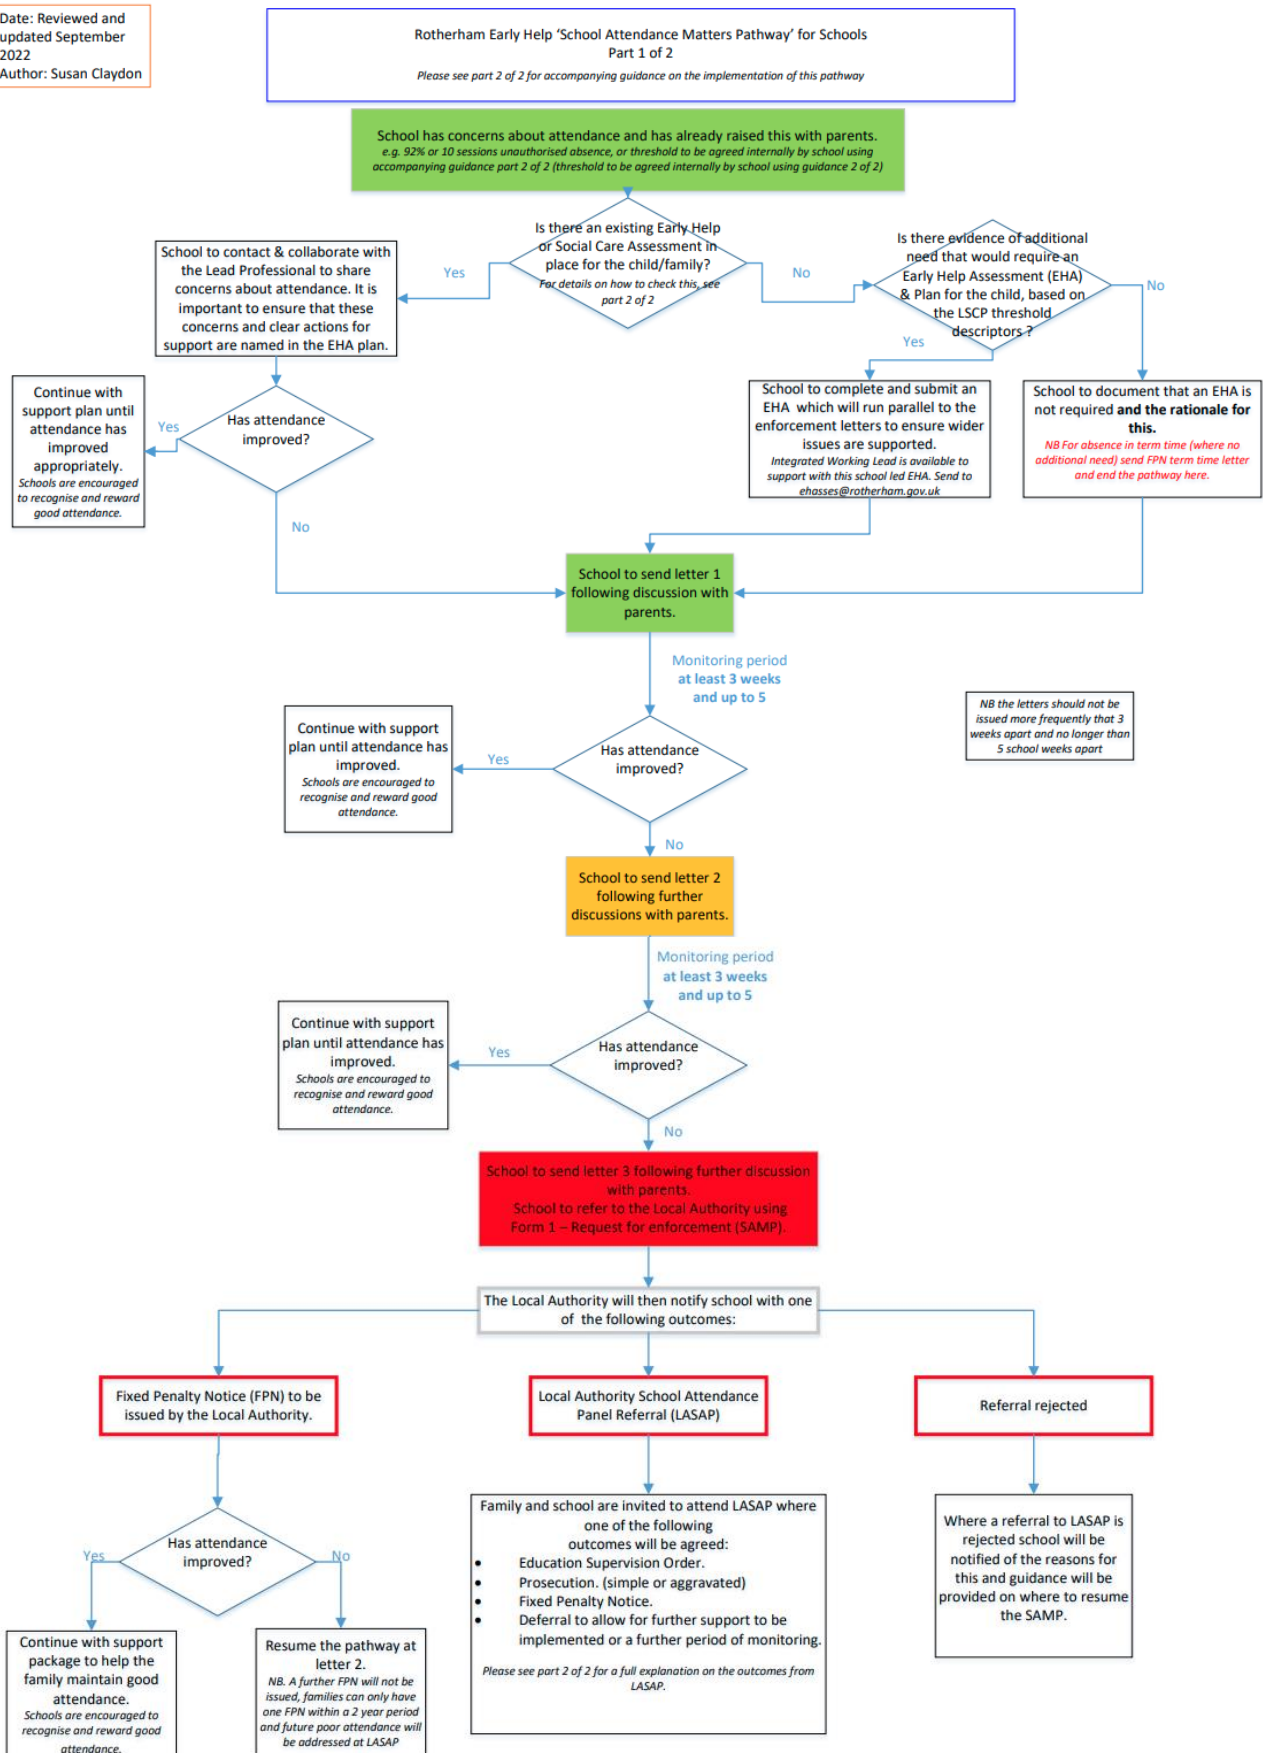 Date: Reviewed and
updated September
2022
Author: Susan Claydon
Rotherham Early Help ‘School Attendance Matters Pathway’ for Schools
Part 1 of 2
Please see part 2 of 2 for accompanying guidance on the implementation of this pathway
School has concerns about attendance and has already raised this with parents.
e.g. 92% or 10 sessions unauthorised absence, or threshold to be agreed internally by school using
accompanying guidance part 2 of 2 (threshold to be agreed internally by school using guidance 2 of 2)
Is there an existing Early Help
or Social Care Assessment in
place for the child/family?
For details on how to check this, see
part 2 of 2
Yes
No
School to contact & collaborate with
the Lead Professional to share
concerns about attendance. It is
important to ensure that these
concerns and clear actions for
support are named in the EHA plan.
Is there evidence of additional
need that would require an
Early Help Assessment (EHA)
& Plan for the child, based on
the LSCP threshold
descriptors ?
Yes
No
Has attendance
improved?
Yes
No
Continue with
support plan until
attendance has
improved
appropriately.
Schools are encouraged
to recognise and reward
good attendance.
School to complete and submit an
EHA which will run parallel to the
enforcement letters to ensure wider
issues are supported.
Integrated Working Lead is available to
support with this school led EHA. Send to
ehasses@rotherham.gov.uk
School to document that an EHA is
not required and the rationale for
this.
NB For absence in term time (where no
additional need) send FPN term time letter
and end the pathway here.
School to send letter 1
following discussion with
parents.
Monitoring period
at least 3 weeks
and up to 5
NB the letters should not be
issued more frequently that 3
weeks apart and no longer than
5 school weeks apart
Has attendance
improved?
Yes
No
Continue with support
plan until attendance has
improved.
Schools are encouraged to
recognise and reward good
attendance.
School to send letter 2
following further
discussions with parents.
Monitoring period
at least 3 weeks
and up to 5
Has attendance
improved?
Yes
No
Continue with support
plan until attendance has
improved.
Schools are encouraged to
recognise and reward good
attendance.
School to send letter 3 following further discussion
with parents.
School to refer to the Local Authority using
Form 1 – Request for enforcement (SAMP).
The Local Authority will then notify school with one
of the following outcomes:
Fixed Penalty Notice (FPN) to be
issued by the Local Authority.
Local Authority School Attendance
Panel Referral (LASAP)
Referral rejected
Has attendance
improved?
Yes
No
Continue with support
package to help the
family maintain good
attendance.
Schools are encouraged to
recognise and reward good
attendance.
Resume the pathway at
letter 2.
NB. A further FPN will not be
issued, families can only have
one FPN within a 2 year period
and future poor attendance will
be addressed at LASAP
Family and school are invited to attend LASAP where
one of the following
outcomes will be agreed:
• Education Supervision Order.
• Prosecution. (simple or aggravated)
• Fixed Penalty Notice.
• Deferral to allow for further support to be
implemented or a further period of monitoring.
Please see part 2 of 2 for a full explanation on the outcomes from
LASAP.
Where a referral to LASAP is
rejected school will be
notified of the reasons for
this and guidance will be
provided on where to resume
the SAMP.